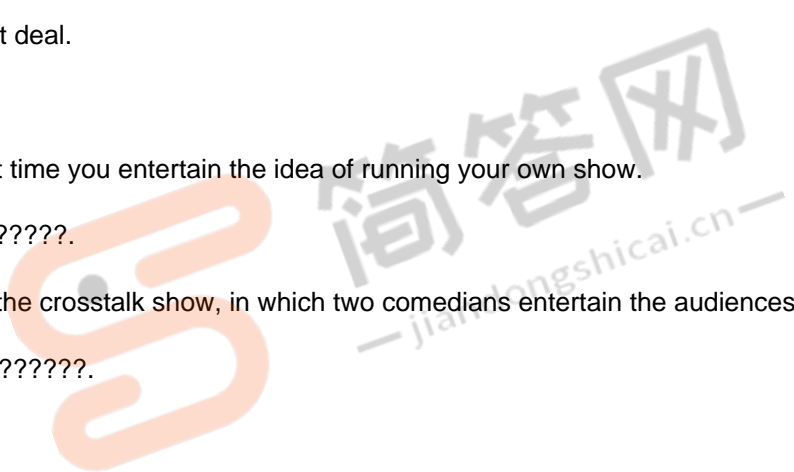 t deal.
t time you entertain the idea of running your own show.
?????.
the crosstalk show, in which two comedians entertain the audiences
??????.
简答网
jiandongshicai.cn